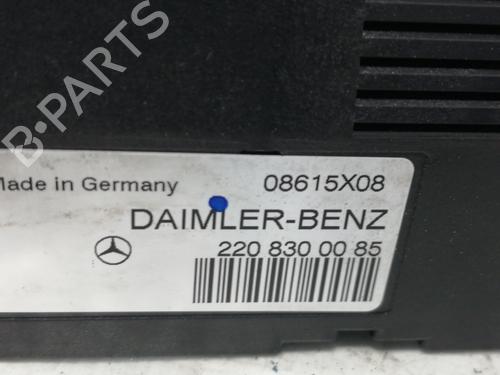 B-PARTS
Made in Germany 08615X08
DAIMLER-BENZ
220 830 00 85